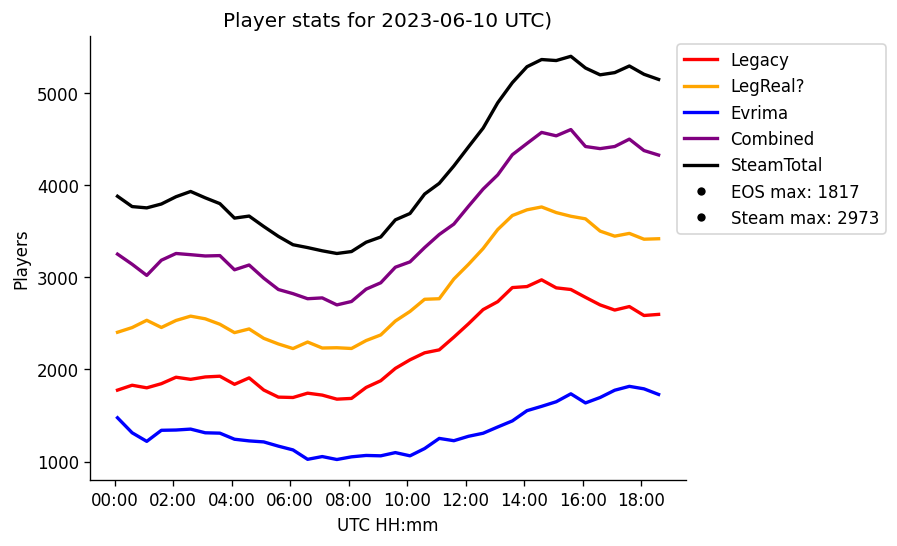 Player stats for 2023-06-10 UTC)
Legacy
LegReal?
Evrima
Combined
SteamTotal
EOS max: 1817
Steam max: 2973
Players
5000
4000
3000
2000
1000
00:00 02:00 04:00 06:00 08:00 10:00 12:00 14:00 16:00 18:00
UTC HH:mm